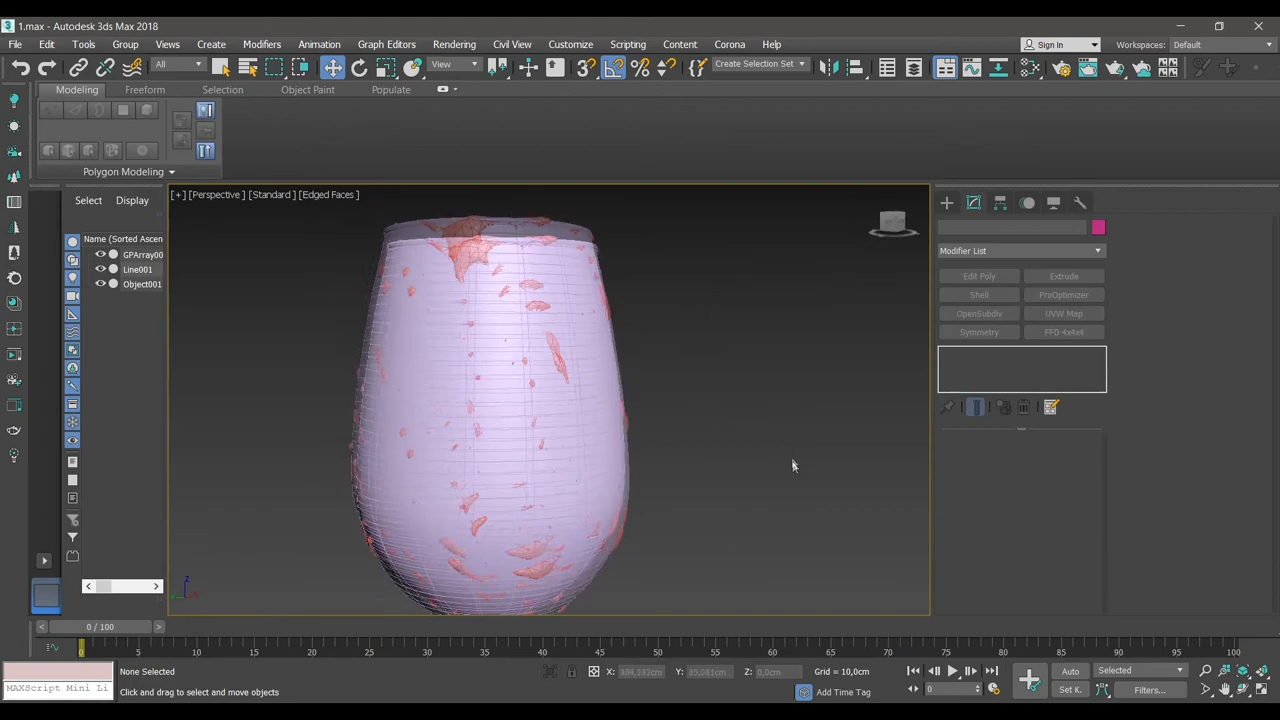 1.max - Autodesk 3ds Max 2018
File Edit Tools Group Views Create Modifiers Animation Graph Editors Rendering Civil View Customize Scripting Content Corona Help Sign In Workspaces: Default
All View Create Selection Set
Modeling Freeform Selection Object Paint Populate
Polygon Modeling
[+] [Perspective ] [Standard ] [Edged Faces ]
Select Display
Name (Sorted Ascen
GPArray00
Line001
Object001
Modifier List
Edit Poly Extrude
Shell ProOptimizer
OpenSubdiv UVW Map
Symmetry FFD 4x4x4
0 / 100
0 5 10 15 20 25 30 35 40 45 50 55 60 65 70 75 80 85 90 95 100
None Selected X: Y: Z: 0,0cm Grid = 10,0cm Auto Selected
MAXScript Mini Li Click and drag to select and move objects Add Time Tag 0 Set K. Filters...